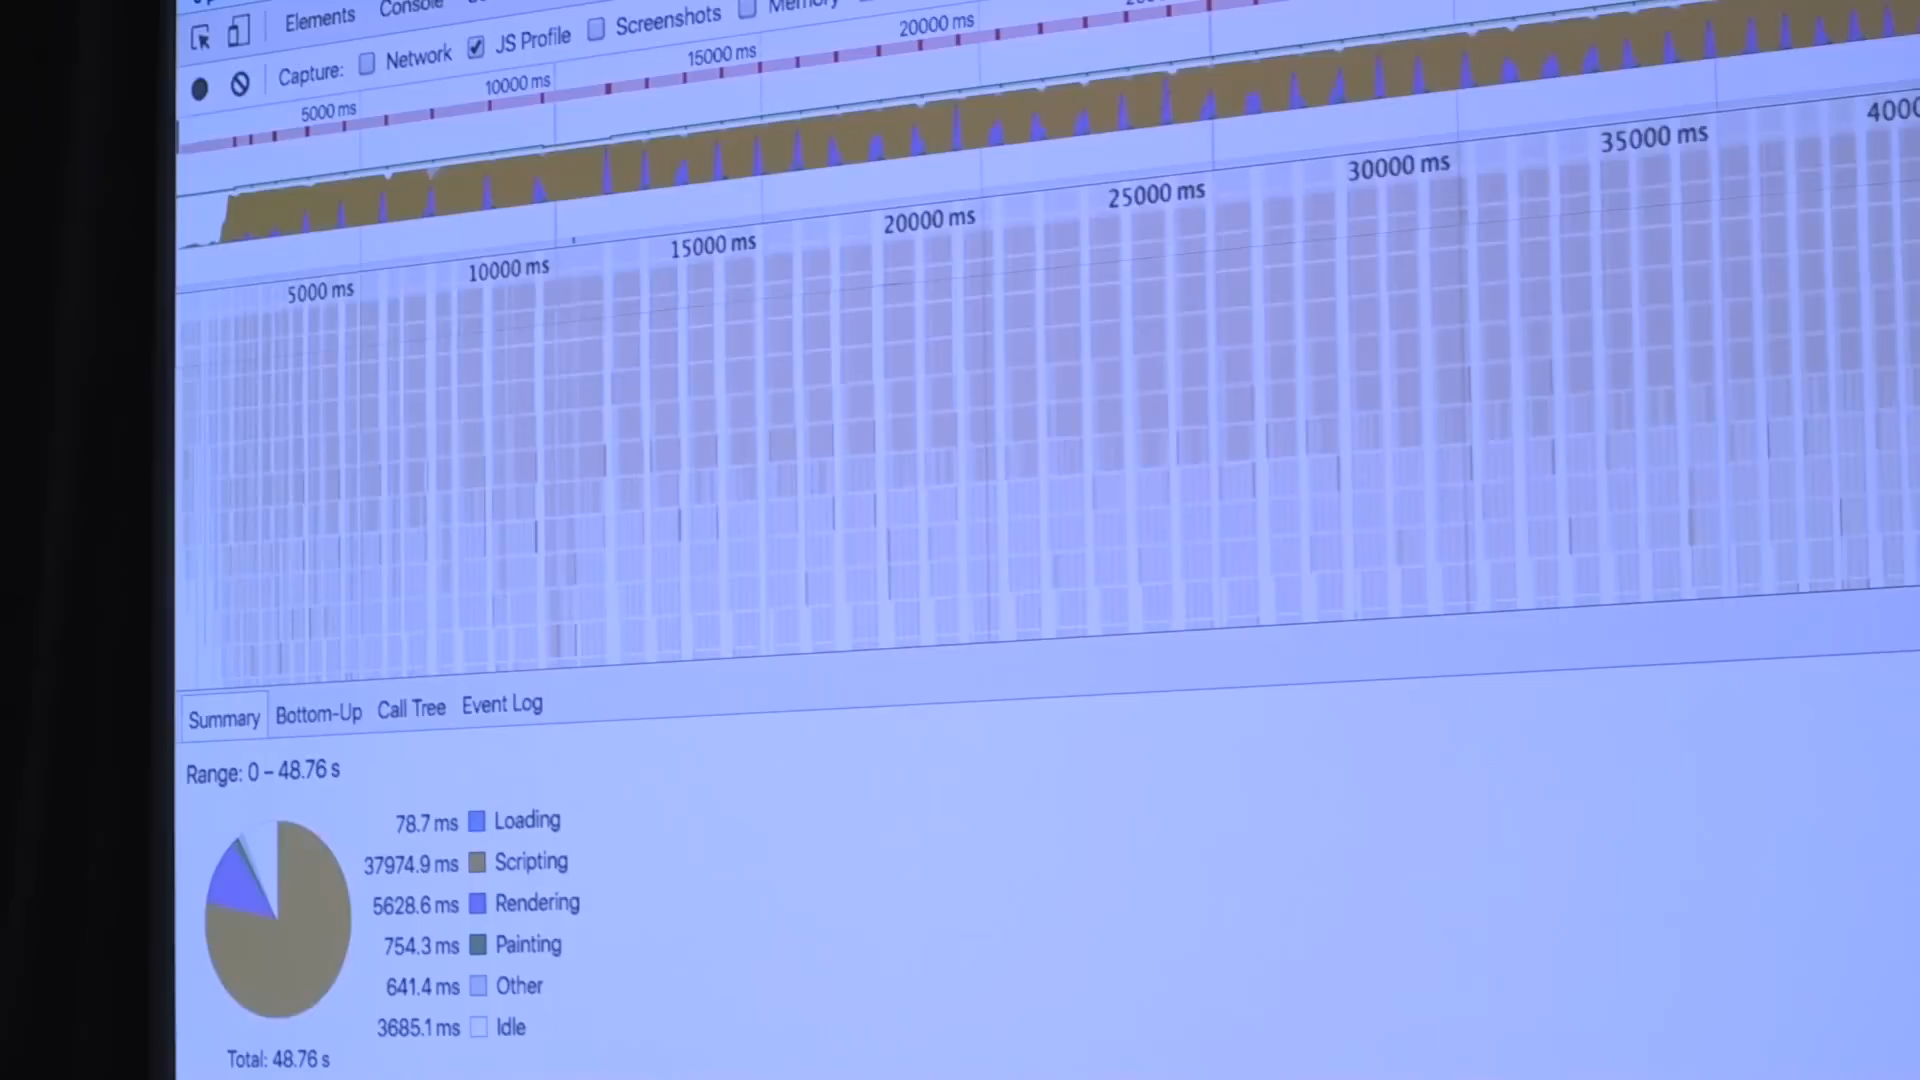 Elements Console
Capture: Network JS Profile Screenshots Memory
5000 ms 10000 ms 15000 ms 20000 ms
5000 ms 10000 ms 15000 ms 20000 ms 25000 ms 30000 ms 35000 ms 4000
Summary Bottom-Up Call Tree Event Log
Range: 0 – 48.76 s
78.7 ms Loading
37974.9 ms Scripting
5628.6 ms Rendering
754.3 ms Painting
641.4 ms Other
3685.1 ms Idle
Total: 48.76 s